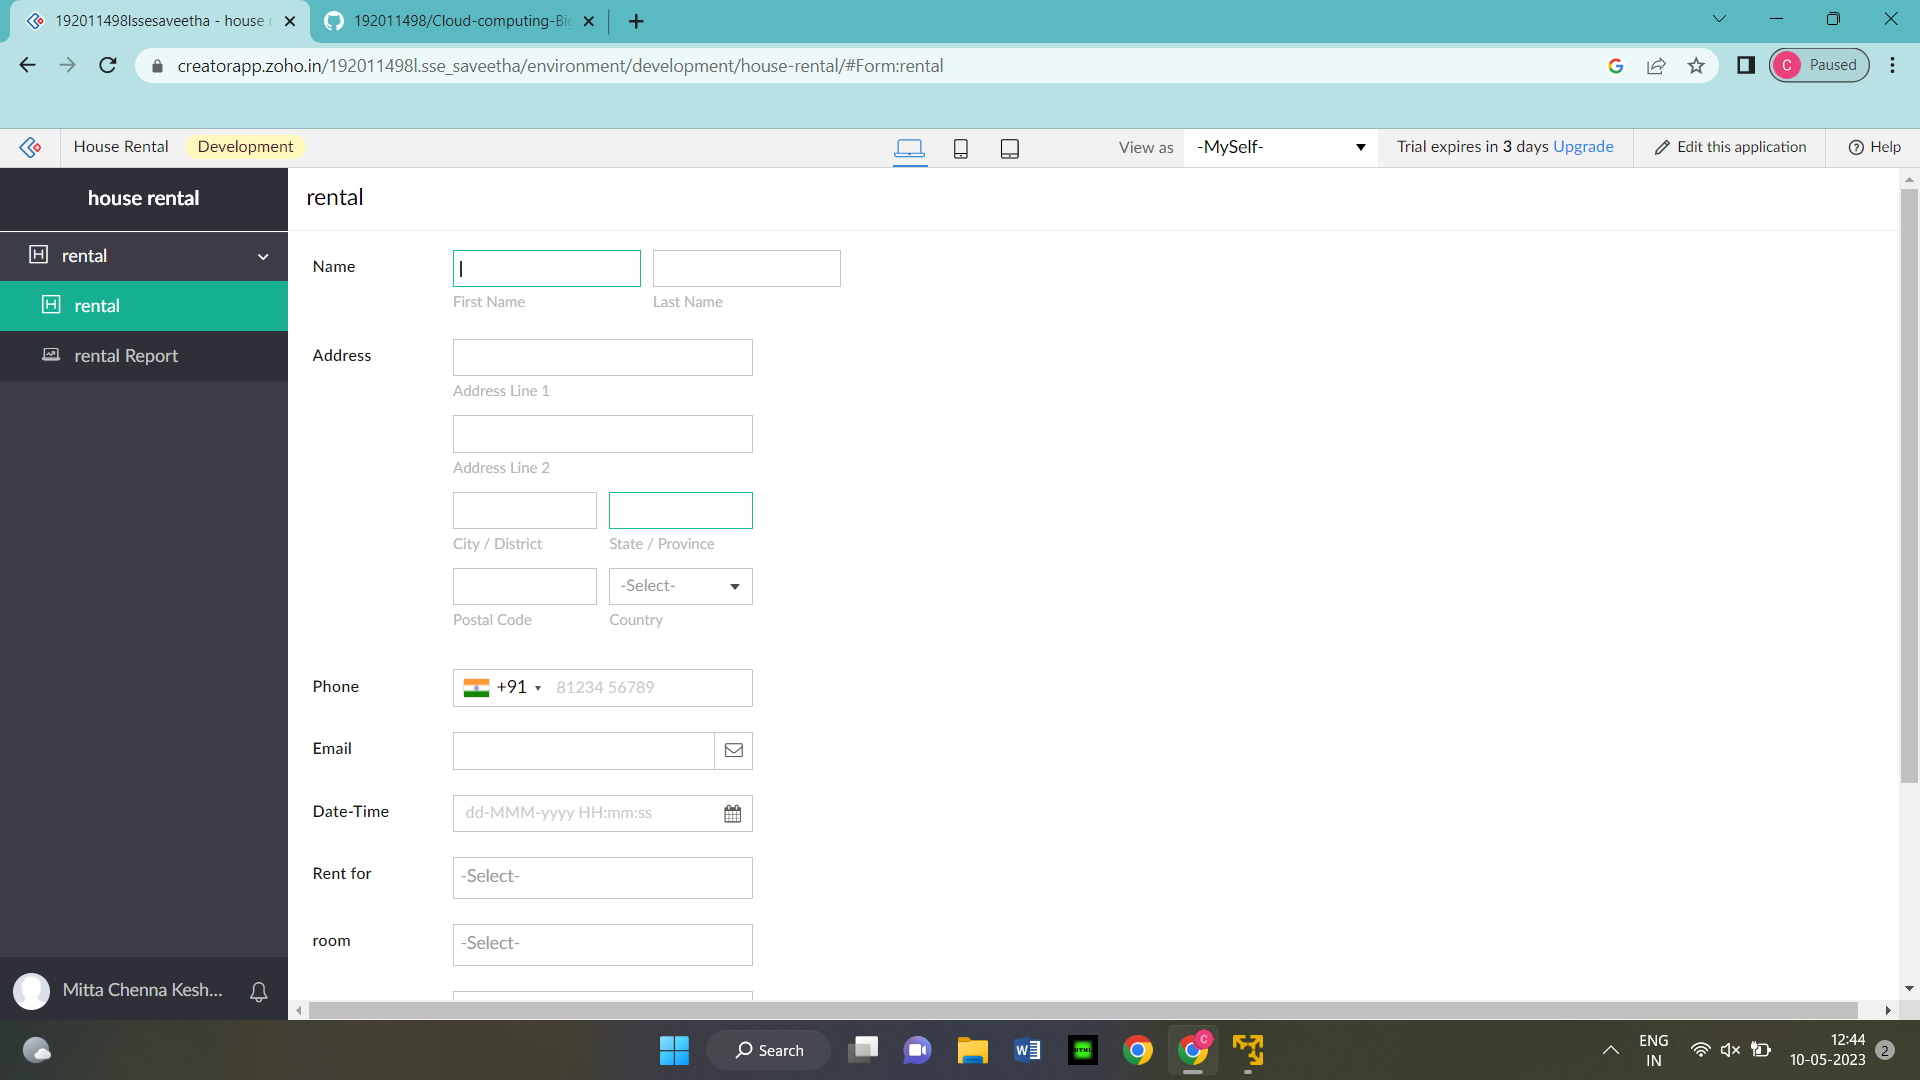 192011498lssesaveetha - house r
192011498/Cloud-computing-Big
creatorapp.zoho.in/192011498l.sse_saveetha/environment/development/house-rental/#Form:rental
C Paused
House Rental Development View as -MySelf- Trial expires in 3 days Upgrade Edit this application Help
house rental
rental
rental
rental Report
rental
Name
First Name Last Name
Address
Address Line 1
Address Line 2
City / District State / Province
-Select-
Postal Code Country
Phone +91 81234 56789
Email
Date-Time dd-MMM-yyyy HH:mm:ss
Rent for -Select-
room -Select-
Mitta Chenna Kesh...
Search
C
HTML
ENG
IN
12:44
10-05-2023
2